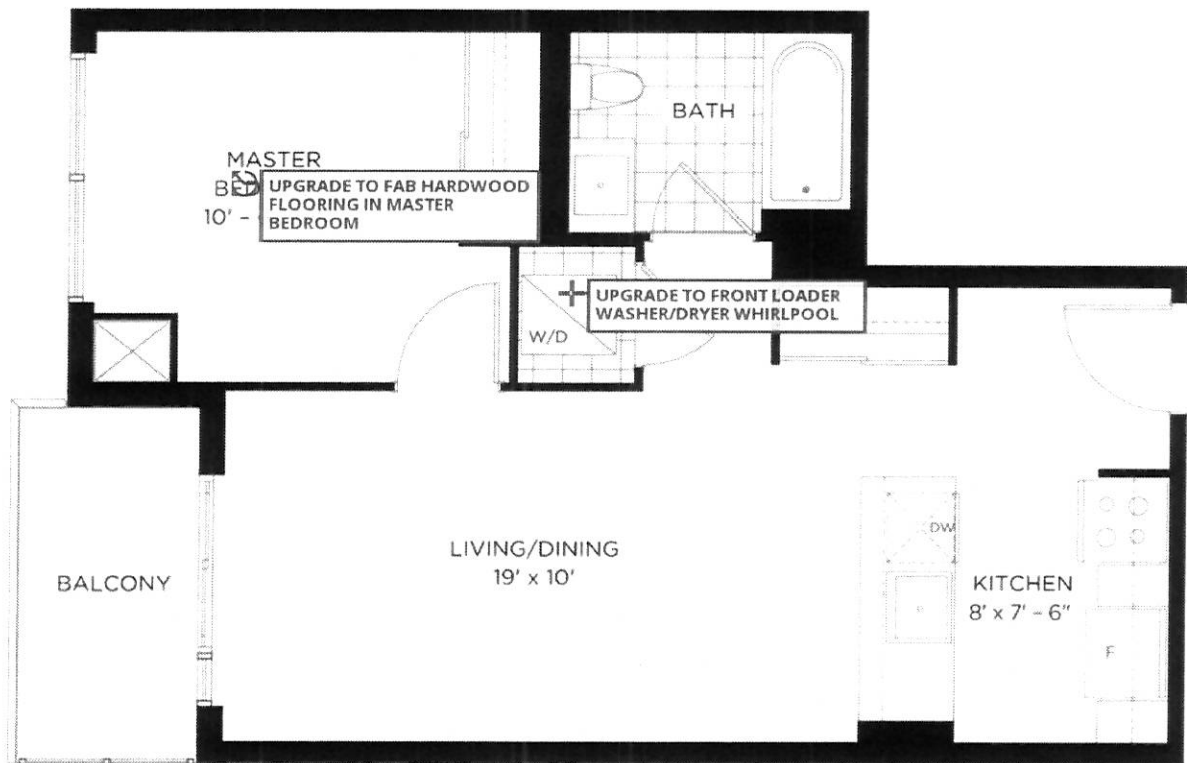 MASTER
BED
10' -
UPGRADE TO FAB HARDWOOD
FLOORING IN MASTER
BEDROOM
BATH
UPGRADE TO FRONT LOADER
WASHER/DRYER WHIRLPOOL
W/D
DW
LIVING/DINING
19' x 10'
BALCONY
KITCHEN
8' x 7' - 6"
F